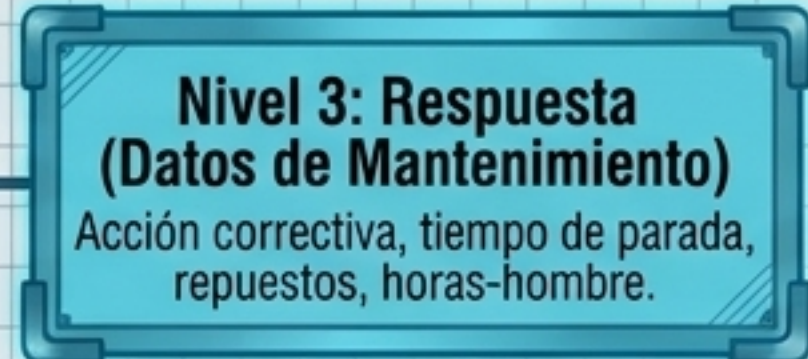 Nivel 3: Respuesta
(Datos de Mantenimiento)
Acción correctiva, tiempo de parada,
repuestos, horas-hombre.